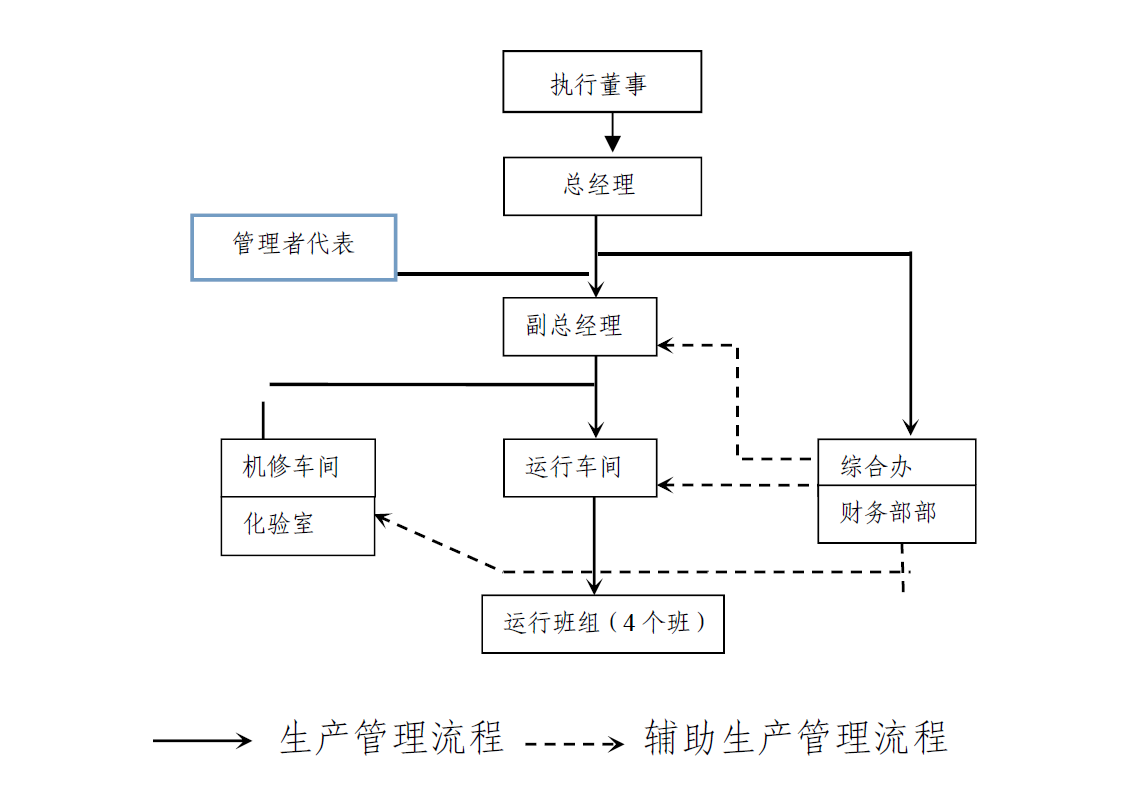 执行董事
总经理
管理者代表
副总经理
机修车间
运行车间
综合办
化验室
财务部部
运行班组（4个班）
生产管理流程
辅助生产管理流程